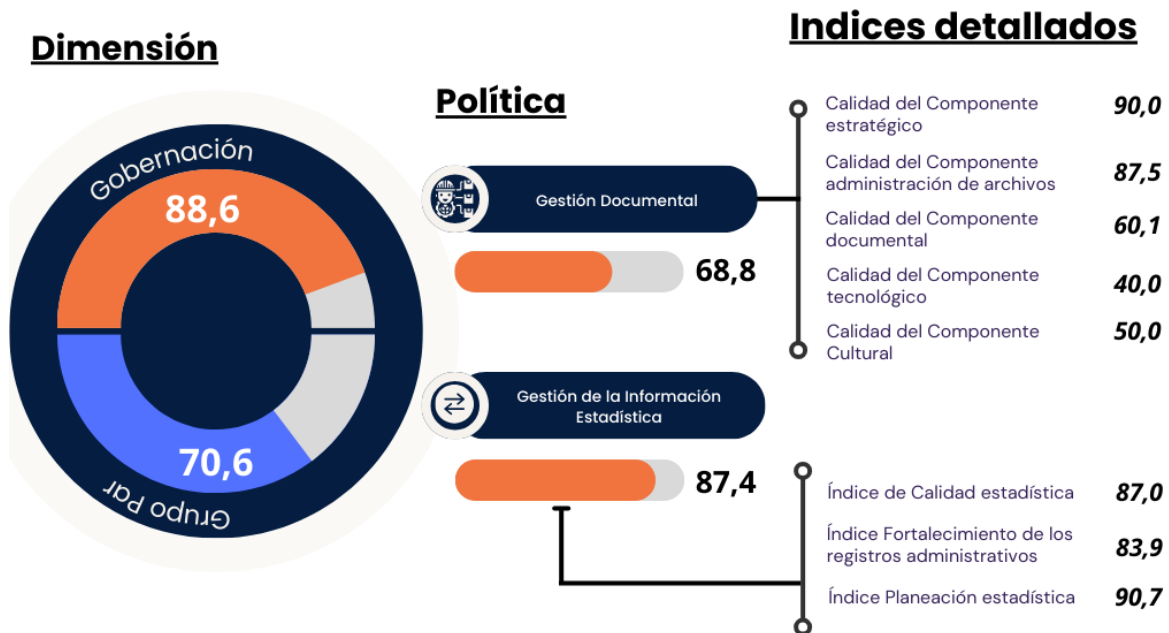 Dimensión
Gobernación
88,6
70,6
Grupo Par
Política
Gestión Documental
68,8
Gestión de la Información
Estadística
87,4
Indices detallados
Calidad del Componente
estratégico
90,0
Calidad del Componente
administración de archivos
87,5
Calidad del Componente
documental
60,1
Calidad del Componente
tecnológico
40,0
Calidad del Componente
Cultural
50,0
Índice de Calidad estadística
87,0
Índice Fortalecimiento de los
registros administrativos
83,9
Índice Planeación estadística
90,7